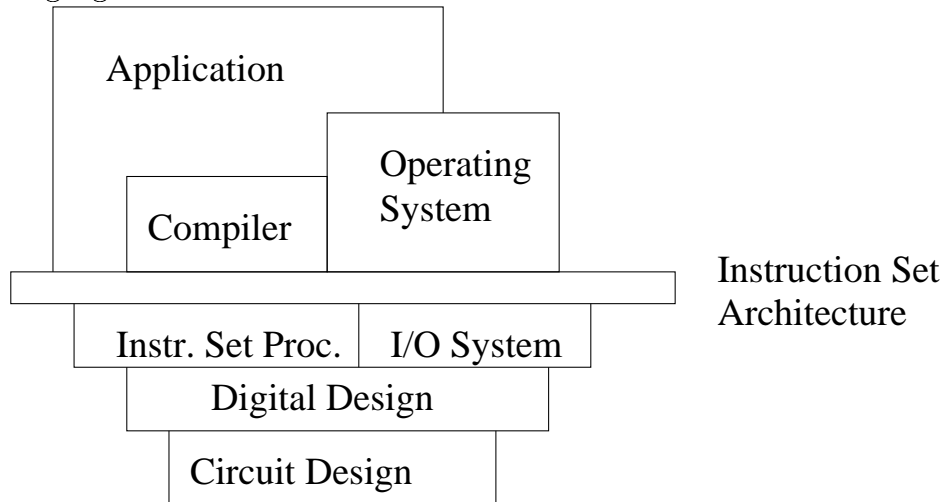 Application
Operating
System
Compiler
Instruction Set
Architecture
Instr. Set Proc.
I/O System
Digital Design
Circuit Design